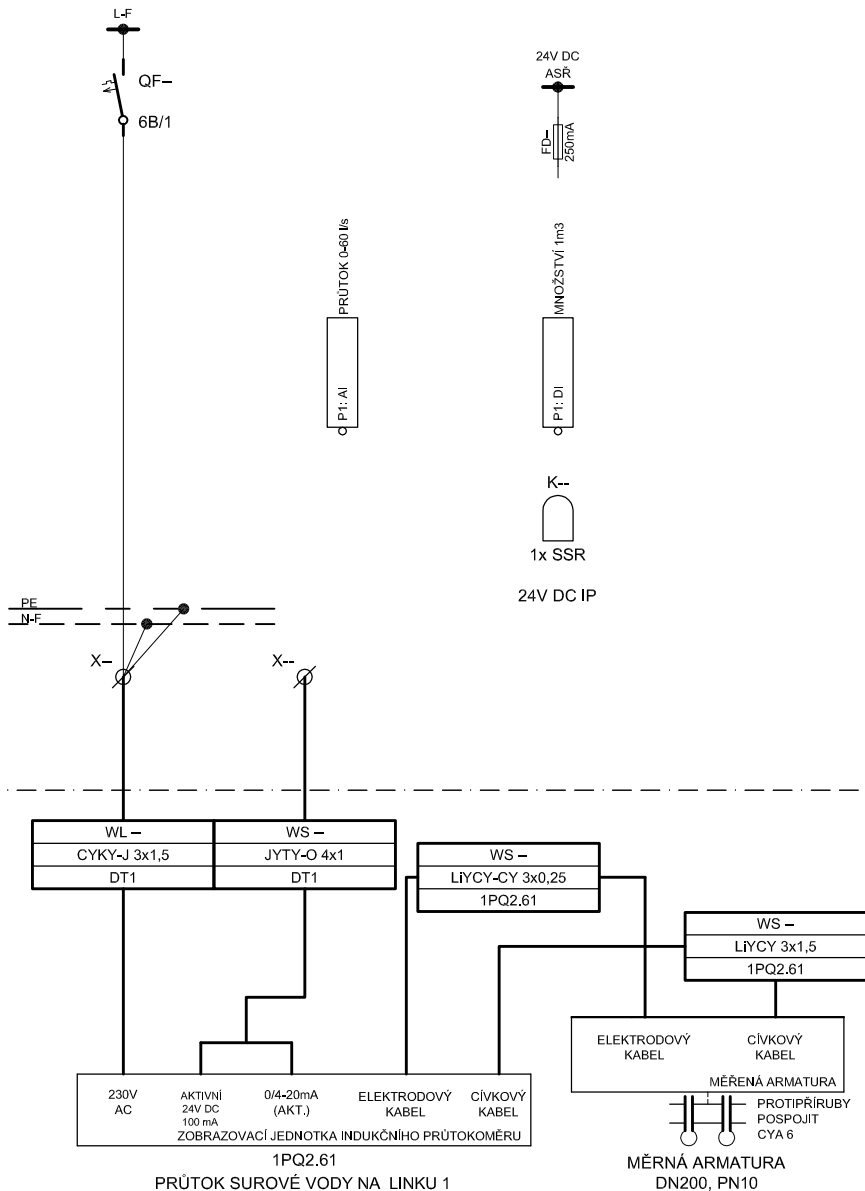 L-F
QF–
6B/1
24V DC
ASŘ
FD–
250mA
PRŮTOK 0-60 l/s
P1: AI
MNOŽSTVÍ 1m3
P1: DI
K--
1x SSR
24V DC IP
PE
N-F
X–
X--
WL –
CYKY-J 3x1,5
DT1
WS –
JYTY-O 4x1
DT1
WS –
LiYCY-CY 3x0,25
1PQ2.61
WS –
LiYCY 3x1,5
1PQ2.61
230V
AC
AKTIVNÍ
24V DC
100 mA
0/4-20mA
(AKT.)
ELEKTRODOVÝ
KABEL
CÍVKOVÝ
KABEL
ZOBRAZOVACÍ JEDNOTKA INDUKČNÍHO PRŮTOKOMĚRU
1PQ2.61
PRŮTOK SUROVÉ VODY NA LINKU 1
ELEKTRODOVÝ
KABEL
CÍVKOVÝ
KABEL
MĚŘENÁ ARMATURA
PROTIPŘÍRUBY
POSPOJIT
CYA 6
MĚRNÁ ARMATURA
DN200, PN10